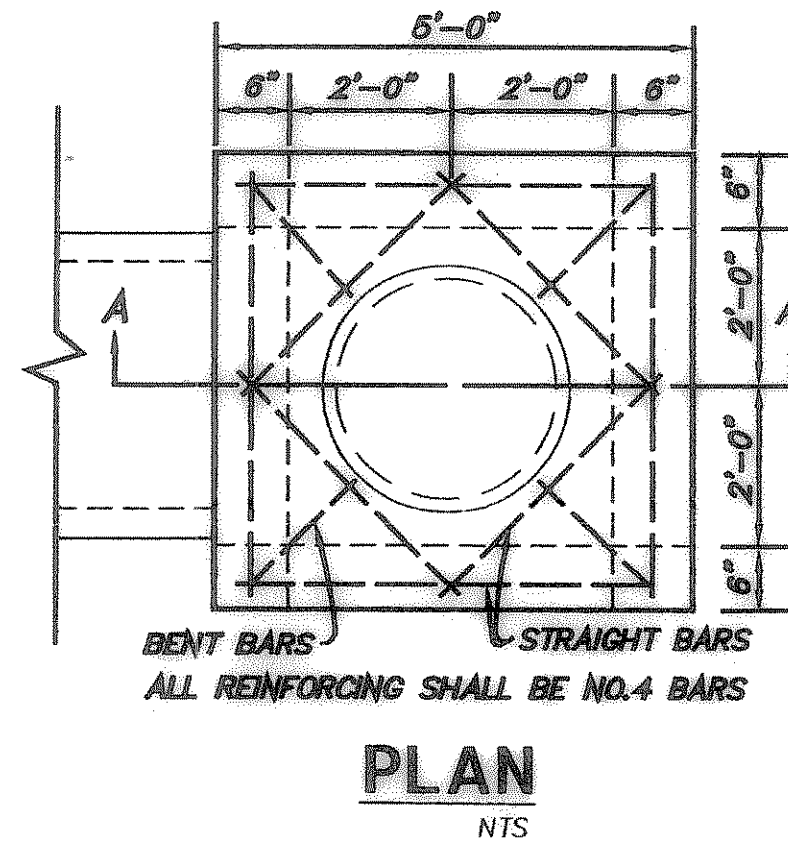 5'-0"
6" 2'-0" 2'-0" 6"
6"
2'-0"
A
2'-0"
6"
BENT BARS STRAIGHT BARS
ALL REINFORCING SHALL BE NO.4 BARS
PLAN
NTS